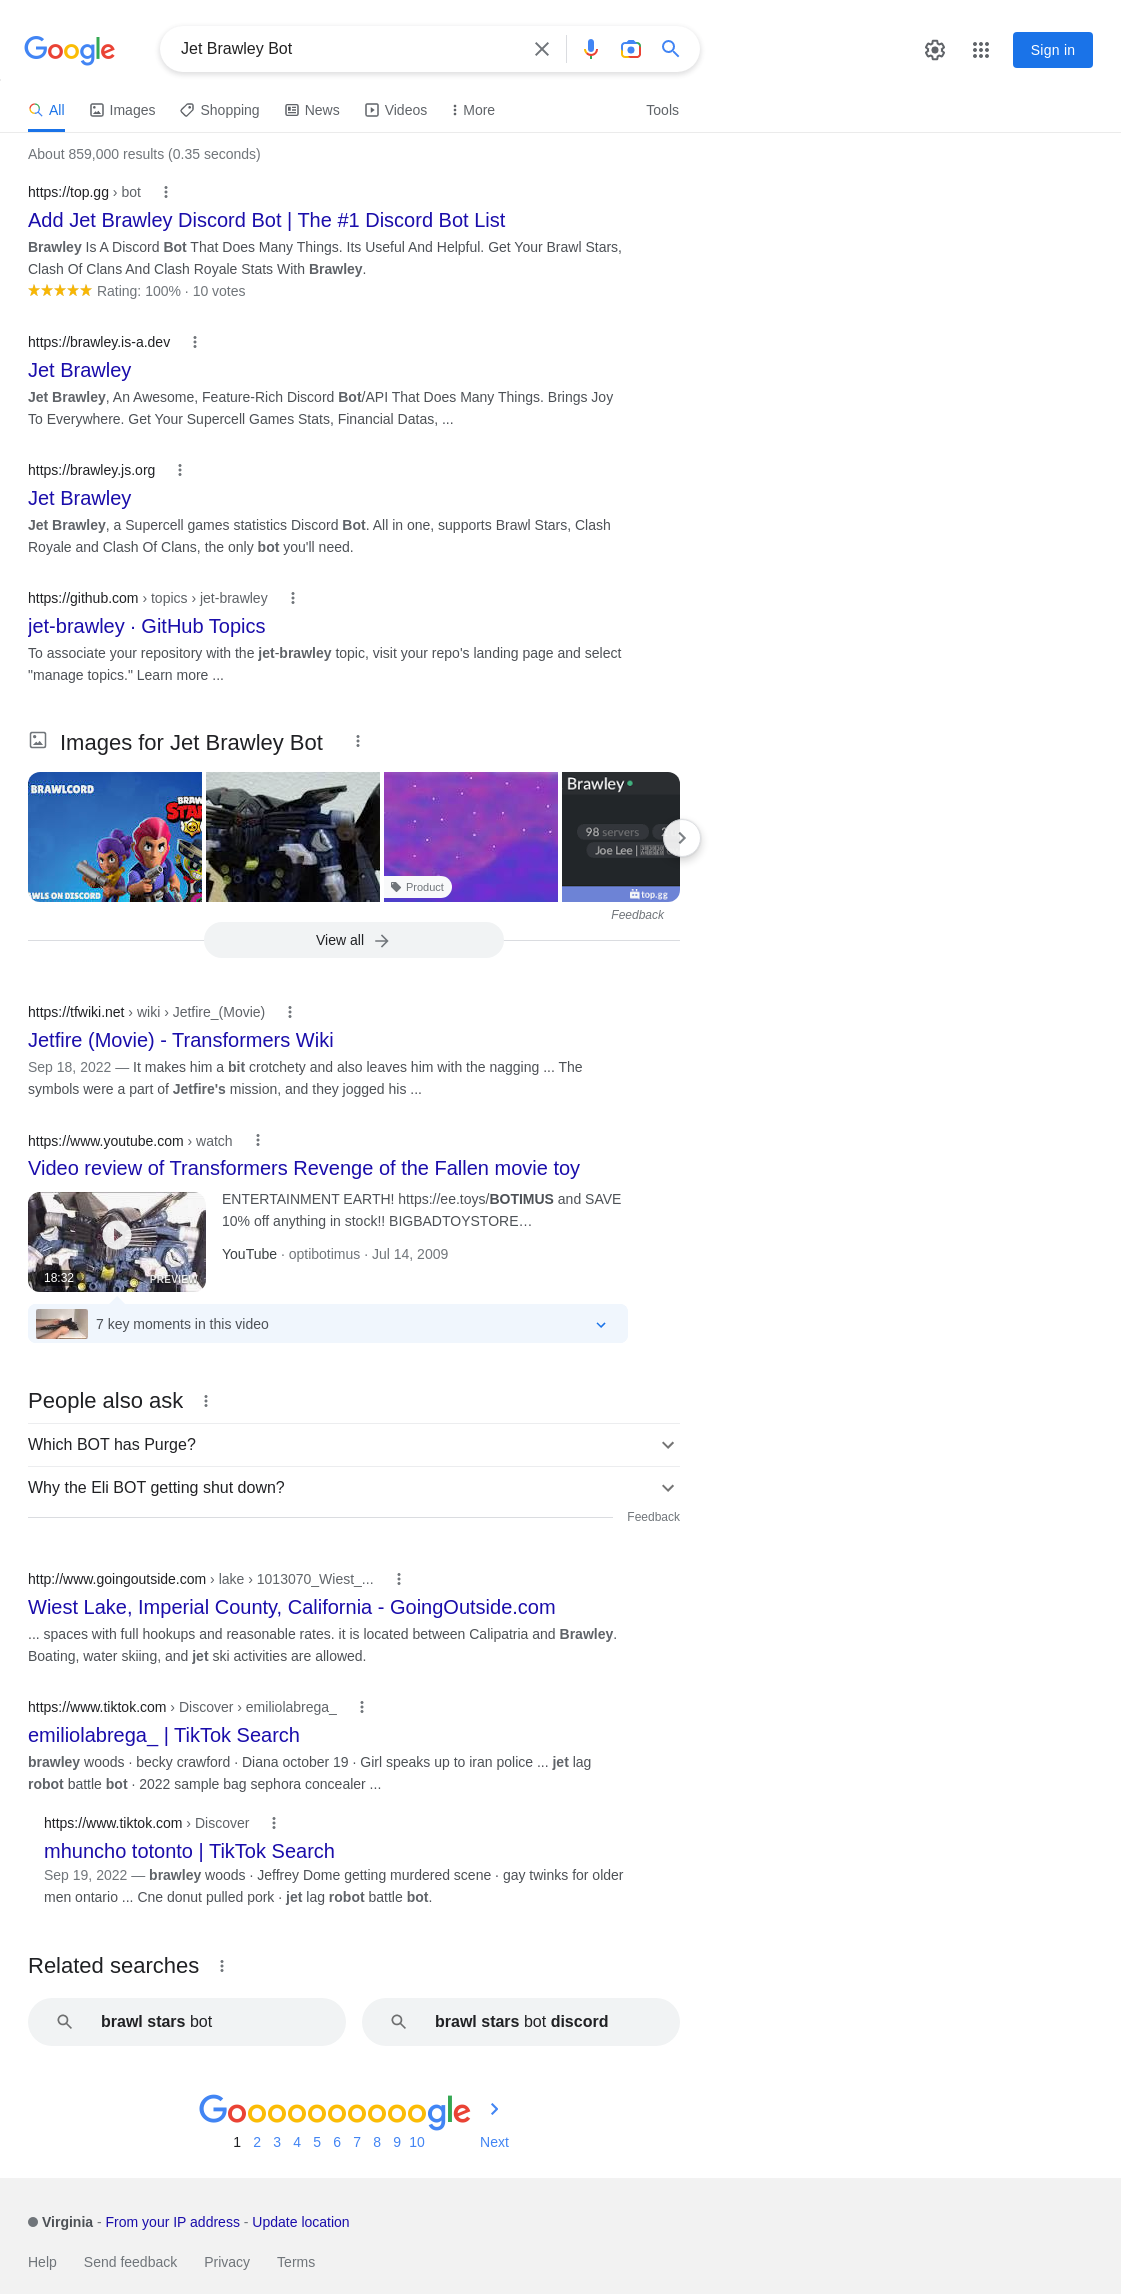 Google
Jet Brawley Bot
Sign in
All
Images
Shopping
News
Videos
More
Tools
About 859,000 results (0.35 seconds)
https://top.gg › bot
Add Jet Brawley Discord Bot | The #1 Discord Bot List
Brawley Is A Discord Bot That Does Many Things. Its Useful And Helpful. Get Your Brawl Stars,
Clash Of Clans And Clash Royale Stats With Brawley.
Rating: 100% · 10 votes
https://brawley.is-a.dev
Jet Brawley
Jet Brawley, An Awesome, Feature-Rich Discord Bot/API That Does Many Things. Brings Joy
To Everywhere. Get Your Supercell Games Stats, Financial Datas, ...
https://brawley.js.org
Jet Brawley
Jet Brawley, a Supercell games statistics Discord Bot. All in one, supports Brawl Stars, Clash
Royale and Clash Of Clans, the only bot you'll need.
https://github.com › topics › jet-brawley
jet-brawley · GitHub Topics
To associate your repository with the jet-brawley topic, visit your repo's landing page and select
"manage topics." Learn more ...
Images for Jet Brawley Bot
BRAWLCORD
BRAW
STA
AWLS ON DISCORD
Product
Brawley
98 servers
Joe Lee |
top.gg
Feedback
View all
https://tfwiki.net › wiki › Jetfire_(Movie)
Jetfire (Movie) - Transformers Wiki
Sep 18, 2022 — It makes him a bit crotchety and also leaves him with the nagging ... The
symbols were a part of Jetfire's mission, and they jogged his ...
https://www.youtube.com › watch
Video review of Transformers Revenge of the Fallen movie toy
ENTERTAINMENT EARTH! https://ee.toys/BOTIMUS and SAVE
10% off anything in stock!! BIGBADTOYSTORE…
YouTube · optibotimus · Jul 14, 2009
18:32
PREVIEW
7 key moments in this video
People also ask
Which BOT has Purge?
Why the Eli BOT getting shut down?
Feedback
http://www.goingoutside.com › lake › 1013070_Wiest_...
Wiest Lake, Imperial County, California - GoingOutside.com
... spaces with full hookups and reasonable rates. it is located between Calipatria and Brawley.
Boating, water skiing, and jet ski activities are allowed.
https://www.tiktok.com › Discover › emiliolabrega_
emiliolabrega_ | TikTok Search
brawley woods · becky crawford · Diana october 19 · Girl speaks up to iran police ... jet lag
robot battle bot · 2022 sample bag sephora concealer ...
https://www.tiktok.com › Discover
mhuncho totonto | TikTok Search
Sep 19, 2022 — brawley woods · Jeffrey Dome getting murdered scene · gay twinks for older
men ontario ... Cne donut pulled pork · jet lag robot battle bot.
Related searches
brawl stars bot
brawl stars bot discord
Goooooooooogle
1 2 3 4 5 6 7 8 9 10 Next
Virginia - From your IP address - Update location
Help
Send feedback
Privacy
Terms